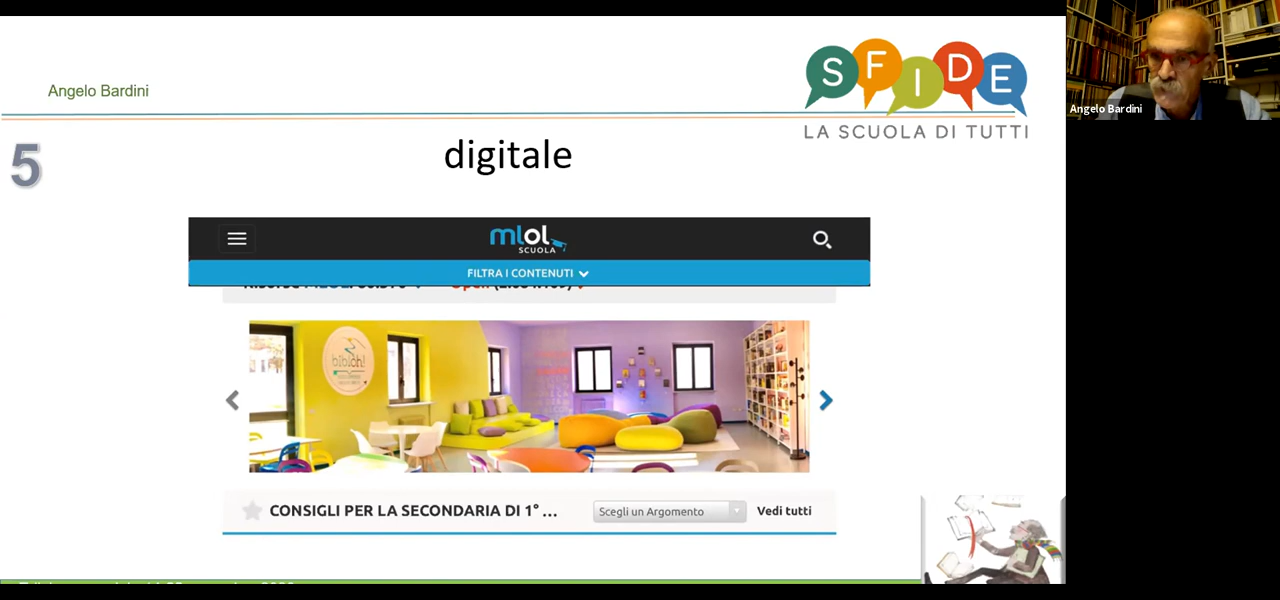 Angelo Bardini
SFIDE
LA SCUOLA DI TUTTI
Angelo Bardini
5
digitale
mlol
SCUOLA
FILTRA I CONTENUTI
bibloh!
CONSIGLI PER LA SECONDARIA DI 1° ...
Scegli un Argomento
Vedi tutti